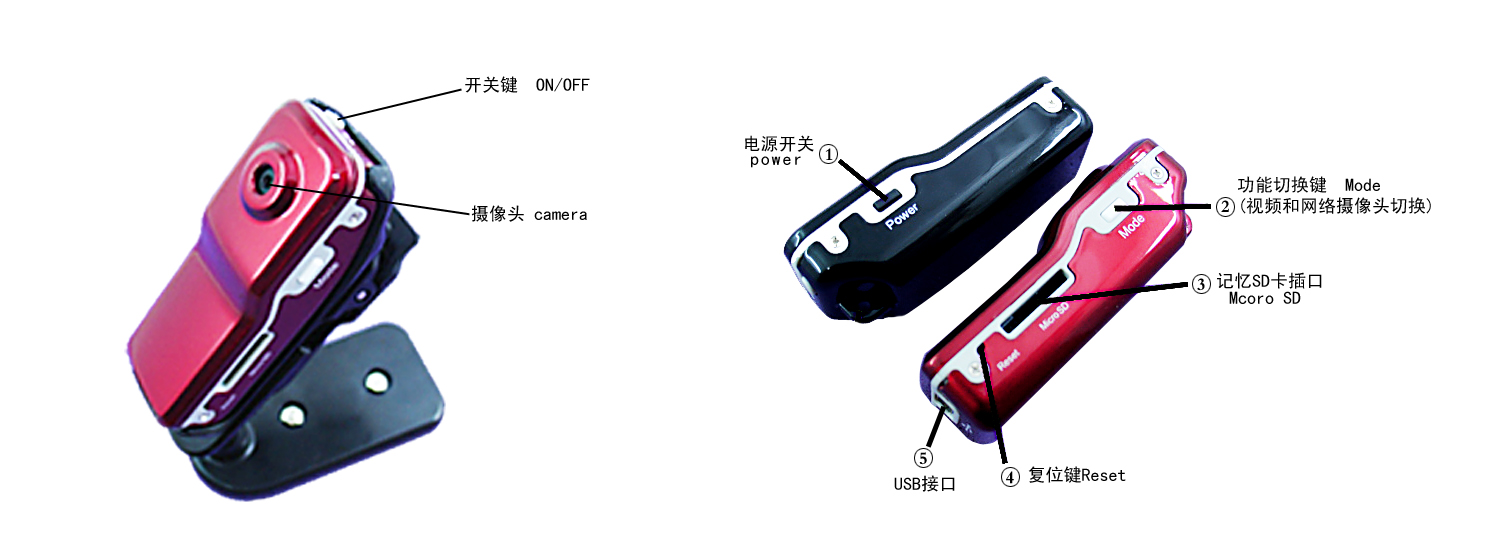 开关键 ON/OFF
摄像头 camera
电源开关
power ①
Power
功能切换键 Mode
②(视频和网络摄像头切换)
Mode
③ 记忆SD卡插口
Mcoro SD
Micro SD
Reset
⑤
USB接口
④ 复位键Reset